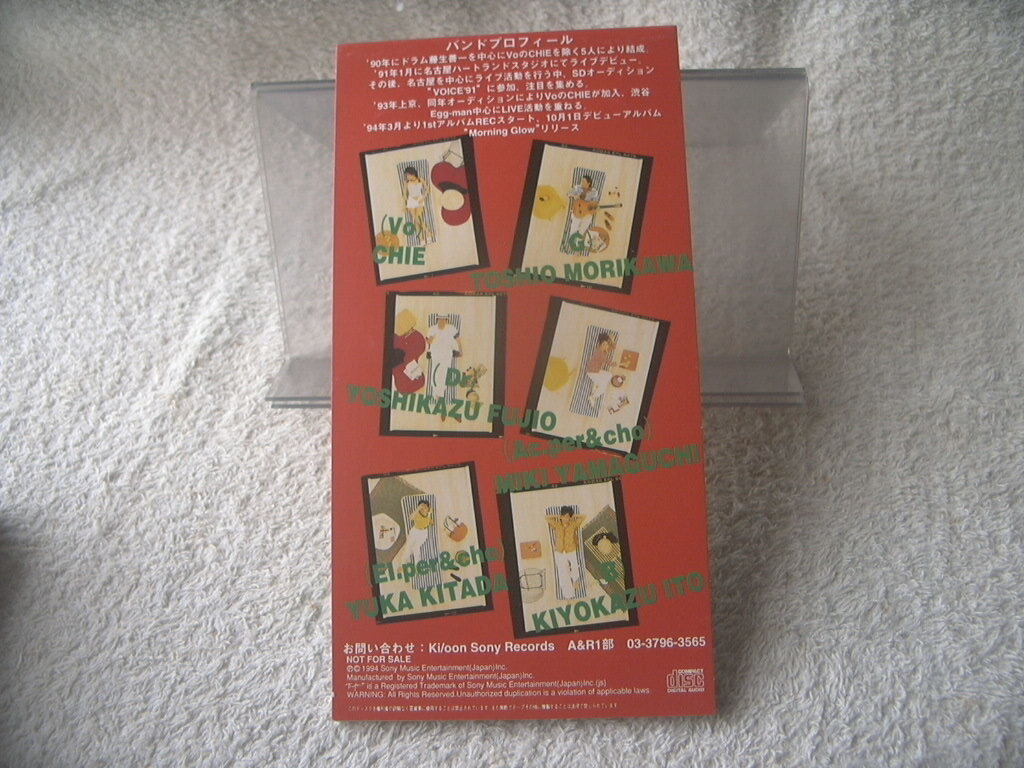 バンドプロフィール
'90年にドラム藤生善一を中心にVoのCHIEを除く5人により結成.
'91年1月に名古屋ハートランドスタジオにてライブデビュー.
その後、名古屋を中心にライブ活動を行う中、SDオーディション
"VOICE'91" に参加、注目を集める.
'93年上京、同年オーディションによりVoのCHIEが加入、渋谷
Egg-man中心にLIVE活動を重ねる.
'94年3月より1stアルバムRECスタート、10月1日デビューアルバム
"Morning Glow"リリース
(Vo)
CHIE
G)
TOSHIO MORIKAWA
(Dr)
YOSHIKAZU FUJIO
(Ac.per&cho)
MIKI YAMAGUCHI
(El.per&cho)
YUKA KITADA
B
KIYOKAZU ITO
お問い合わせ：Ki/oon Sony Records A&R1部 03-3796-3565
NOT FOR SALE
℗© 1994 Sony Music Entertainment(Japan)Inc.
Manufactured by Sony Music Entertainment(Japan)Inc.
is a Registered Trademark of Sony Music Entertainment(Japan)Inc.(js)
WARNING: All Rights Reserved.Unauthorized duplication is a violation of applicable laws.
COMPACT
disc
DIGITAL AUDIO